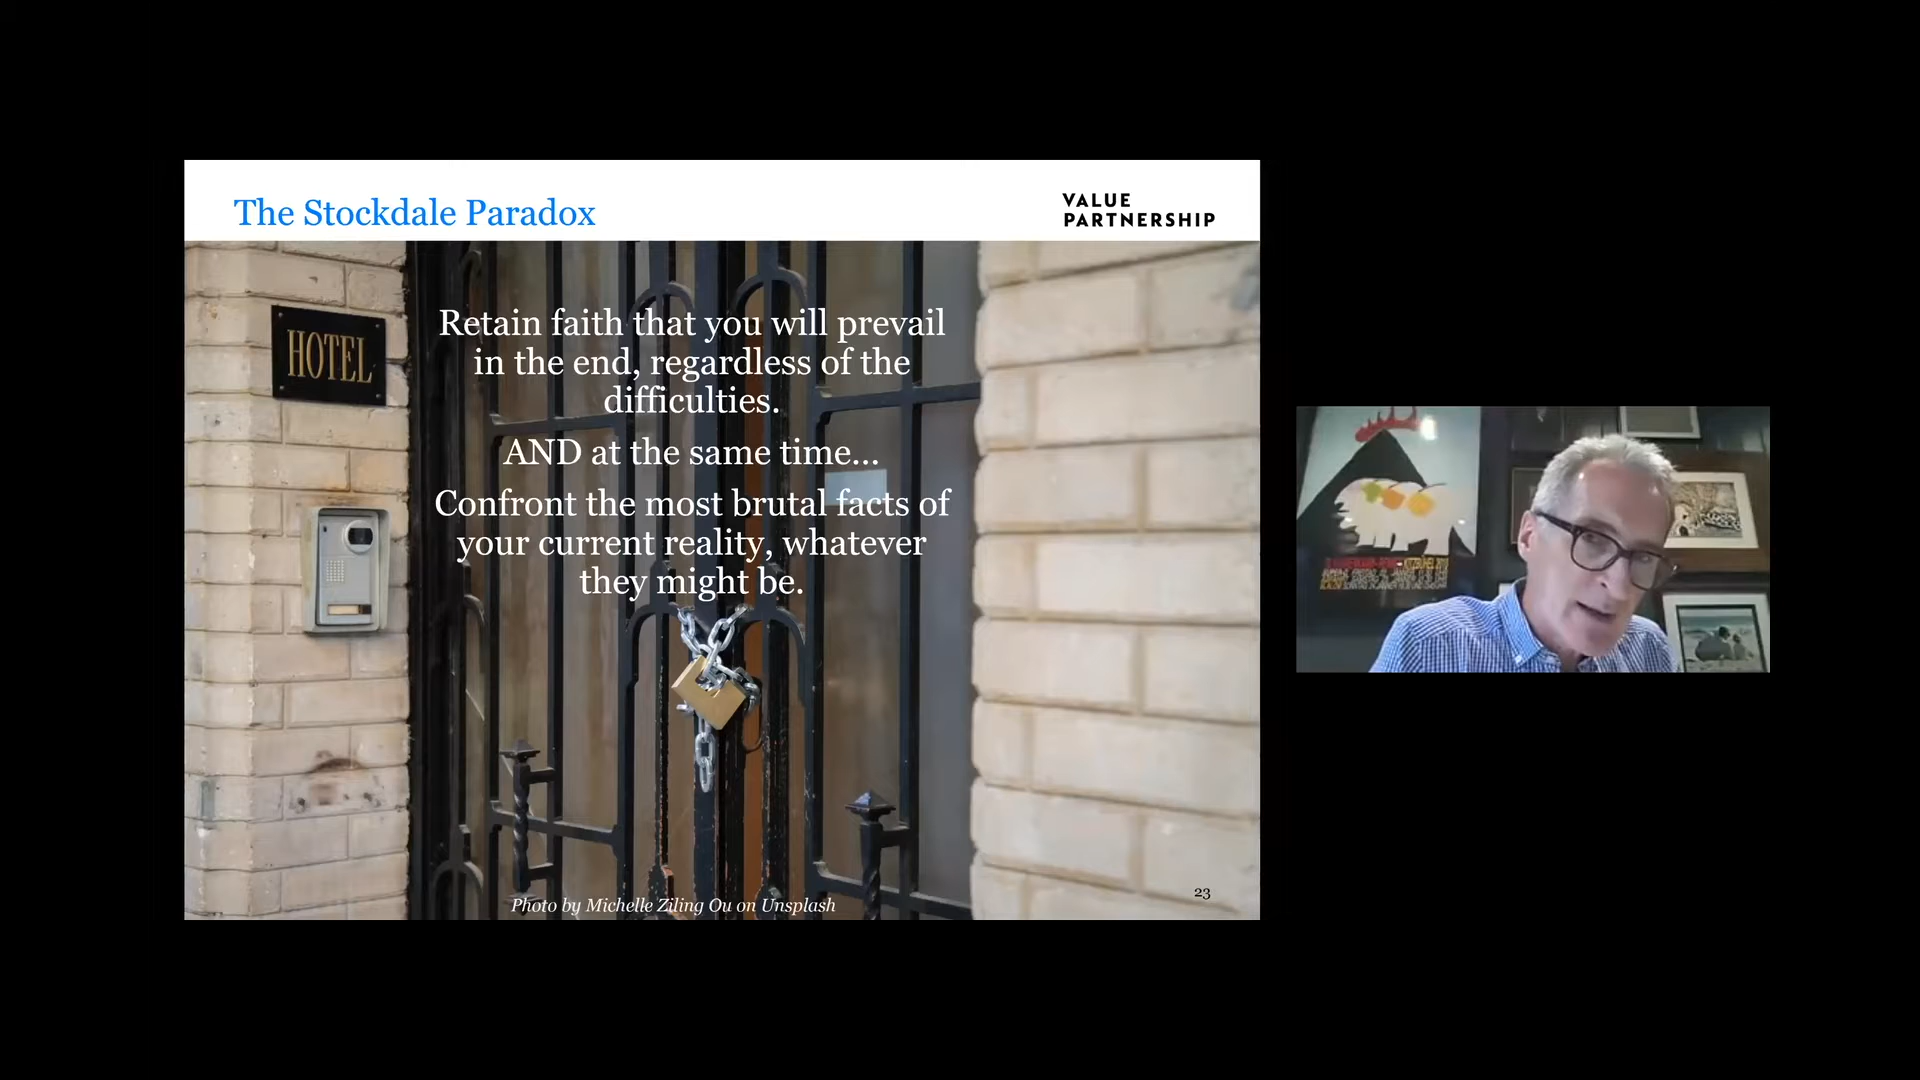 The Stockdale Paradox
VALUE
PARTNERSHIP
HOTEL
Retain faith that you will prevail
in the end, regardless of the
difficulties.
AND at the same time...
Confront the most brutal facts of
your current reality, whatever
they might be.
Photo by Michelle Ziling Ou on Unsplash
23